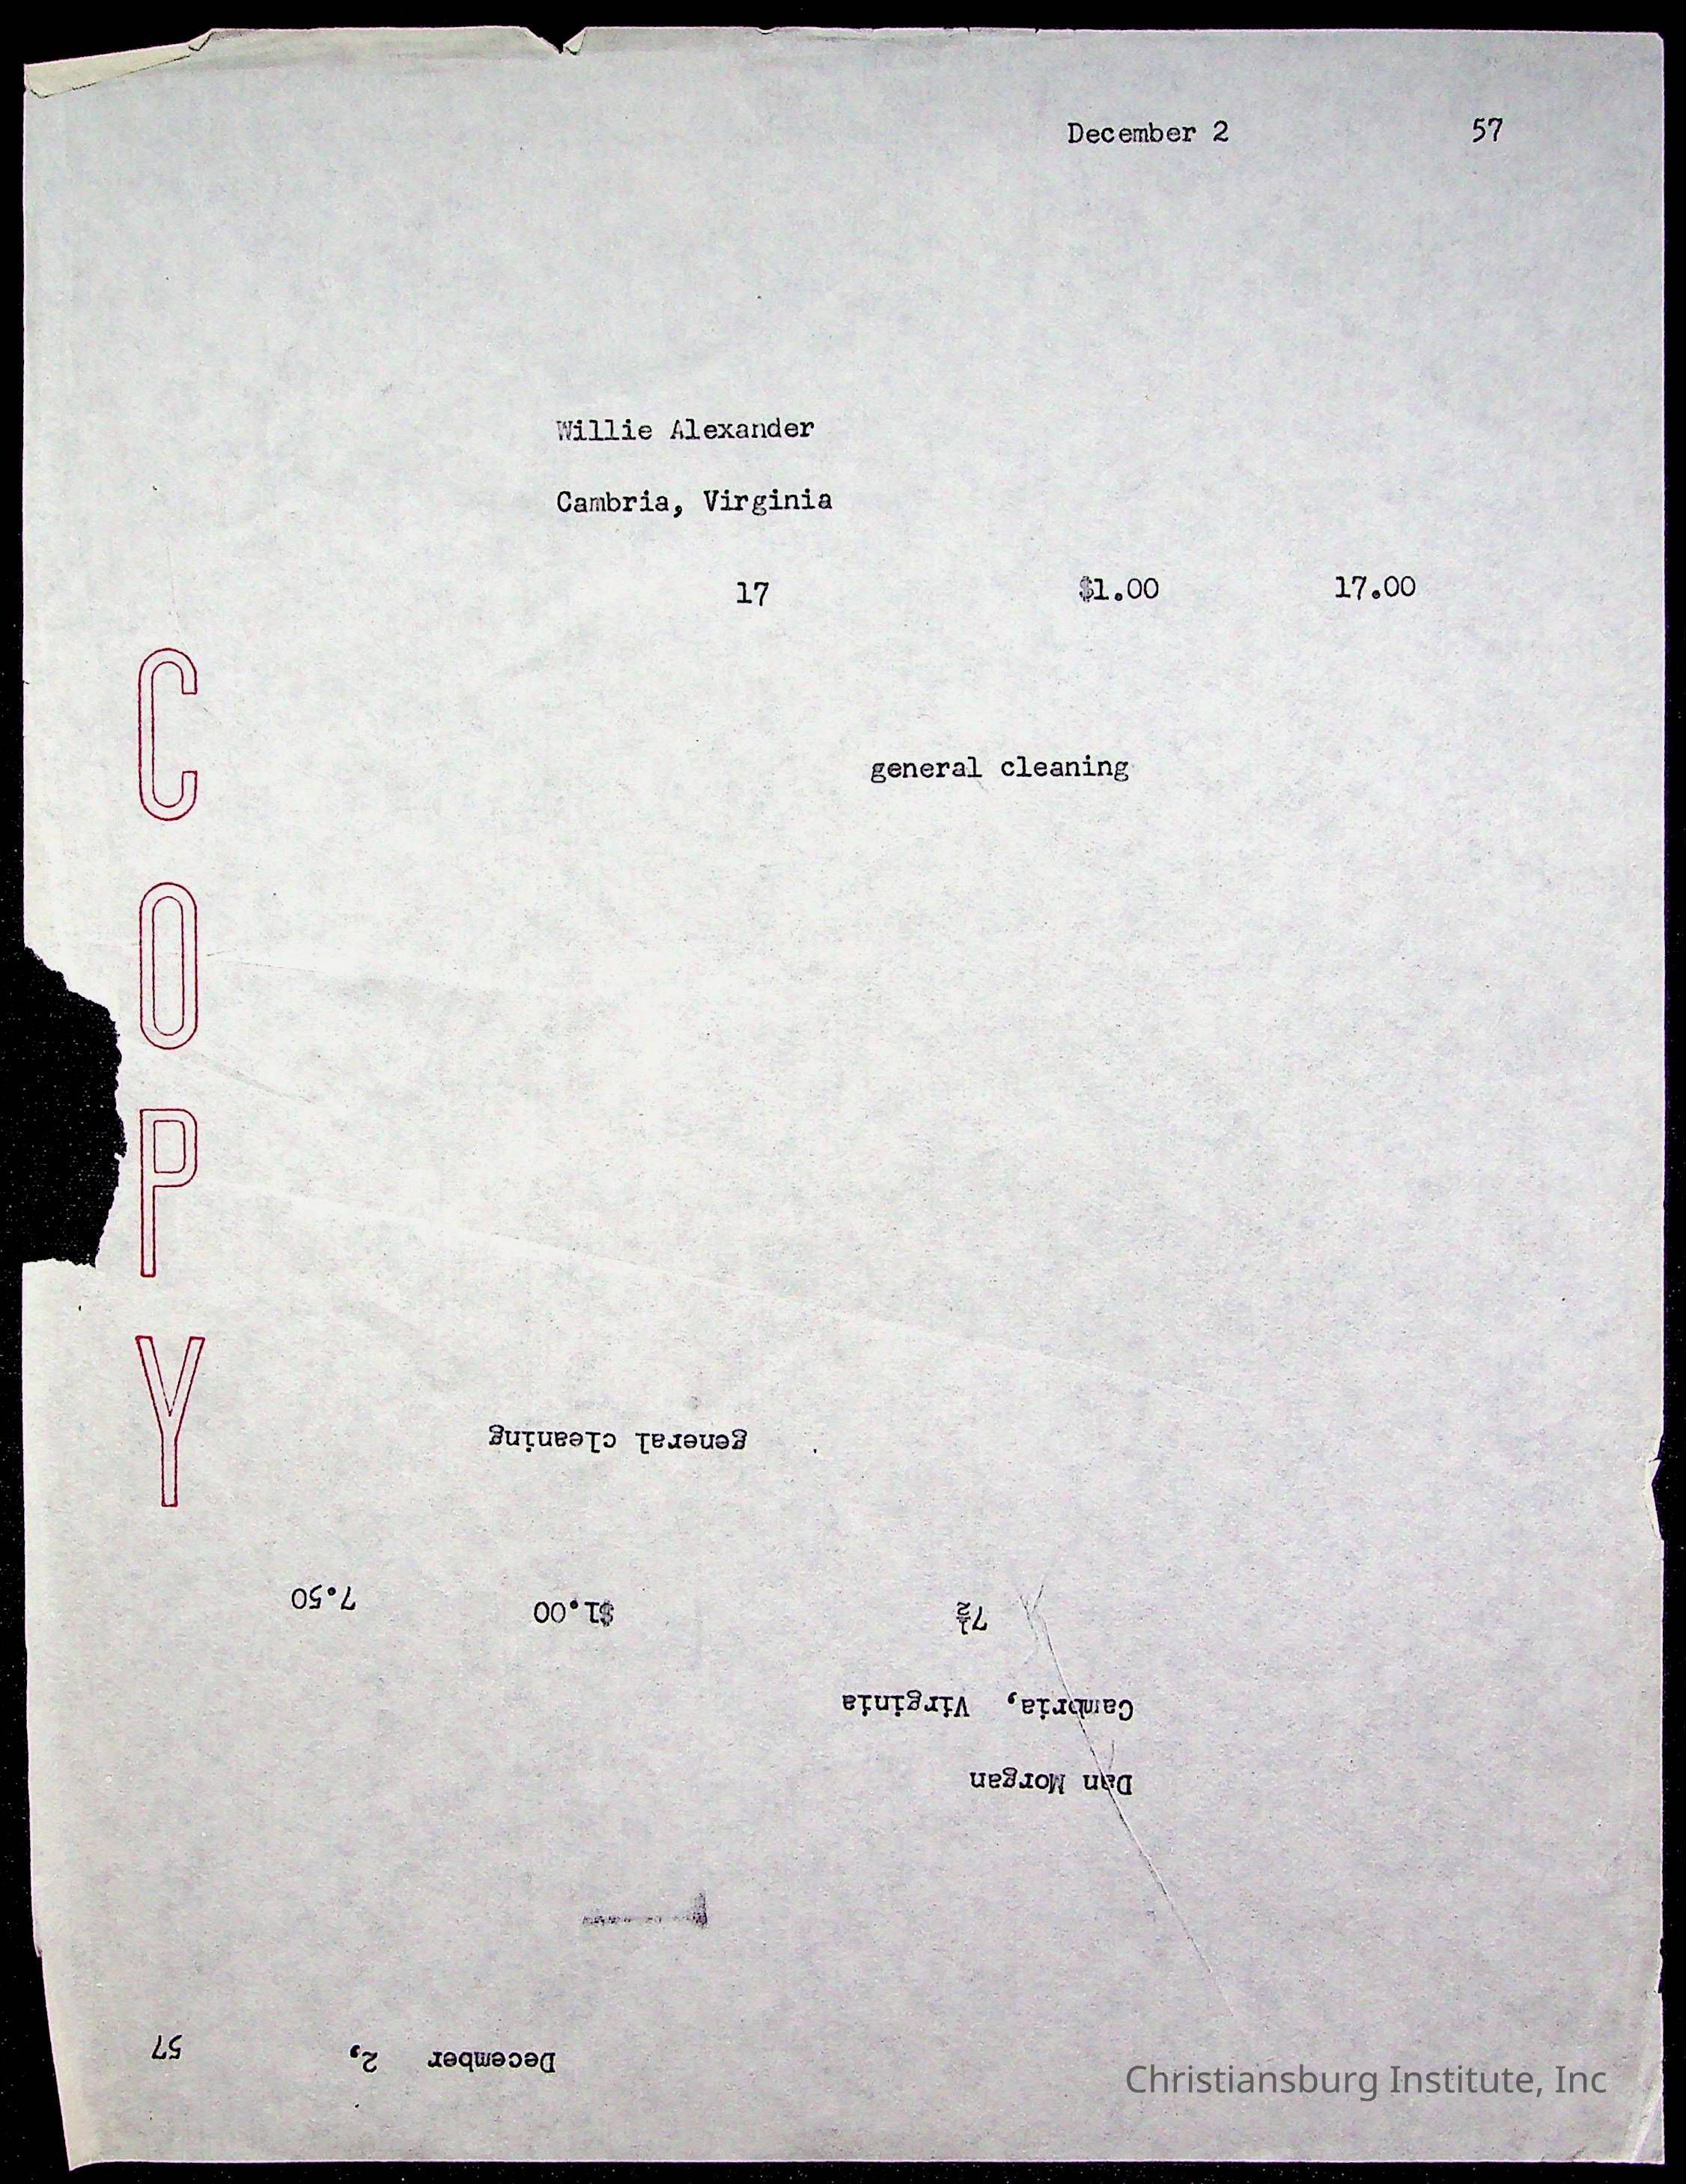 December 2 57
Willie Alexander
Cambria, Virginia
17 $1.00 17.00
general cleaning
COPY
December 2, 57
Dan Morgan
Cambria, Virginia
7½ $1.00 7.50
general cleaning
Christiansburg Institute, Inc